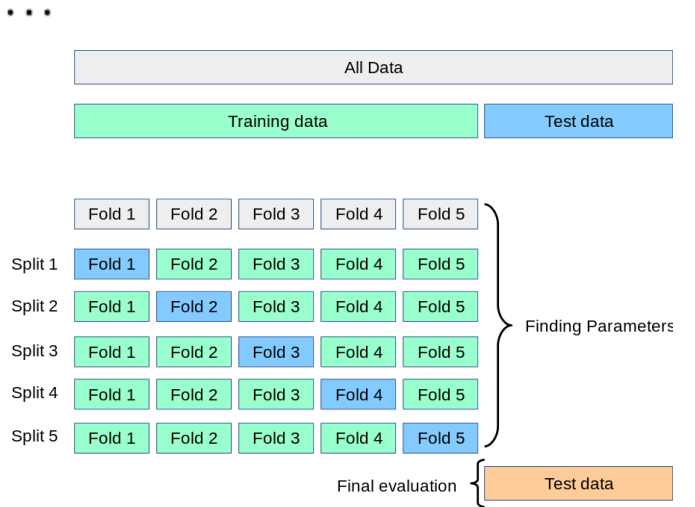 All Data
Training data Test data
Fold 1 Fold 2 Fold 3 Fold 4 Fold 5
Split 1 Fold 1 Fold 2 Fold 3 Fold 4 Fold 5
Split 2 Fold 1 Fold 2 Fold 3 Fold 4 Fold 5
Finding Parameters
Split 3 Fold 1 Fold 2 Fold 3 Fold 4 Fold 5
Split 4 Fold 1 Fold 2 Fold 3 Fold 4 Fold 5
Split 5 Fold 1 Fold 2 Fold 3 Fold 4 Fold 5
Final evaluation Test data